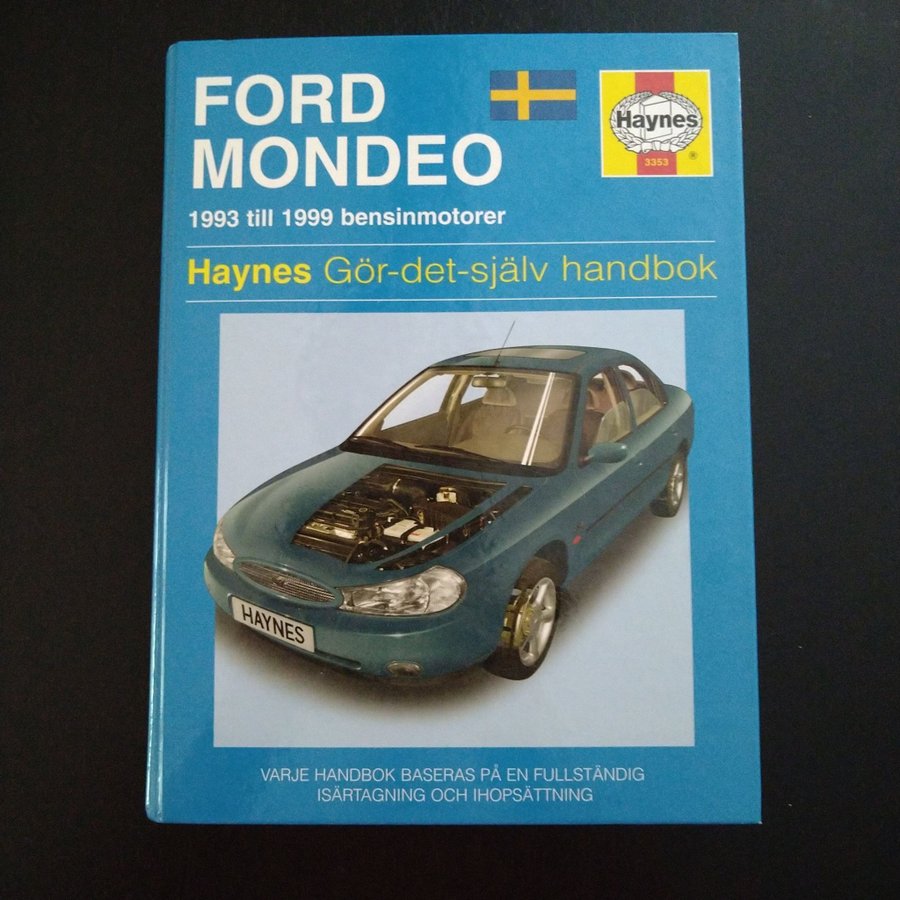 FORD
MONDEO
1993 till 1999 bensinmotorer
Haynes
3353
®
Haynes Gör-det-själv handbok
HAYNES
VARJE HANDBOK BASERAS PÅ EN FULLSTÄNDIG
ISÄRTAGNING OCH IHOPSÄTTNING